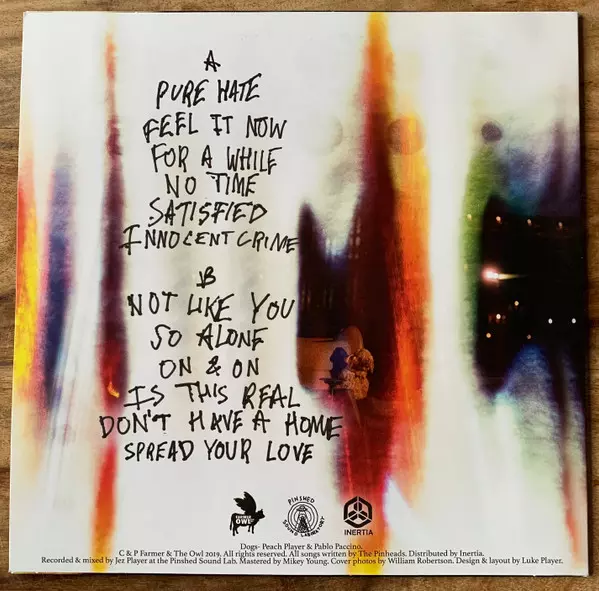 A
PURE HATE
FEEL IT NOW
FOR A WHILE
NO TIME
SATISFIED
INNOCENT CRIME
B
NOT LIKE YOU
SO ALONE
ON & ON
IS THIS REAL
DON'T HAVE A HOME
SPREAD YOUR LOVE
FARMER & THE OWL
PINSHED SOUND LABORATORY
INERTIA
Dogs- Peach Player & Pablo Paccino.
C & P Farmer & The Owl 2019. All rights reserved. All songs written by The Pinheads. Distributed by Inertia.
Recorded & mixed by Jez Player at the Pinshed Sound Lab. Mastered by Mikey Young. Cover photos by William Robertson. Design & layout by Luke Player.